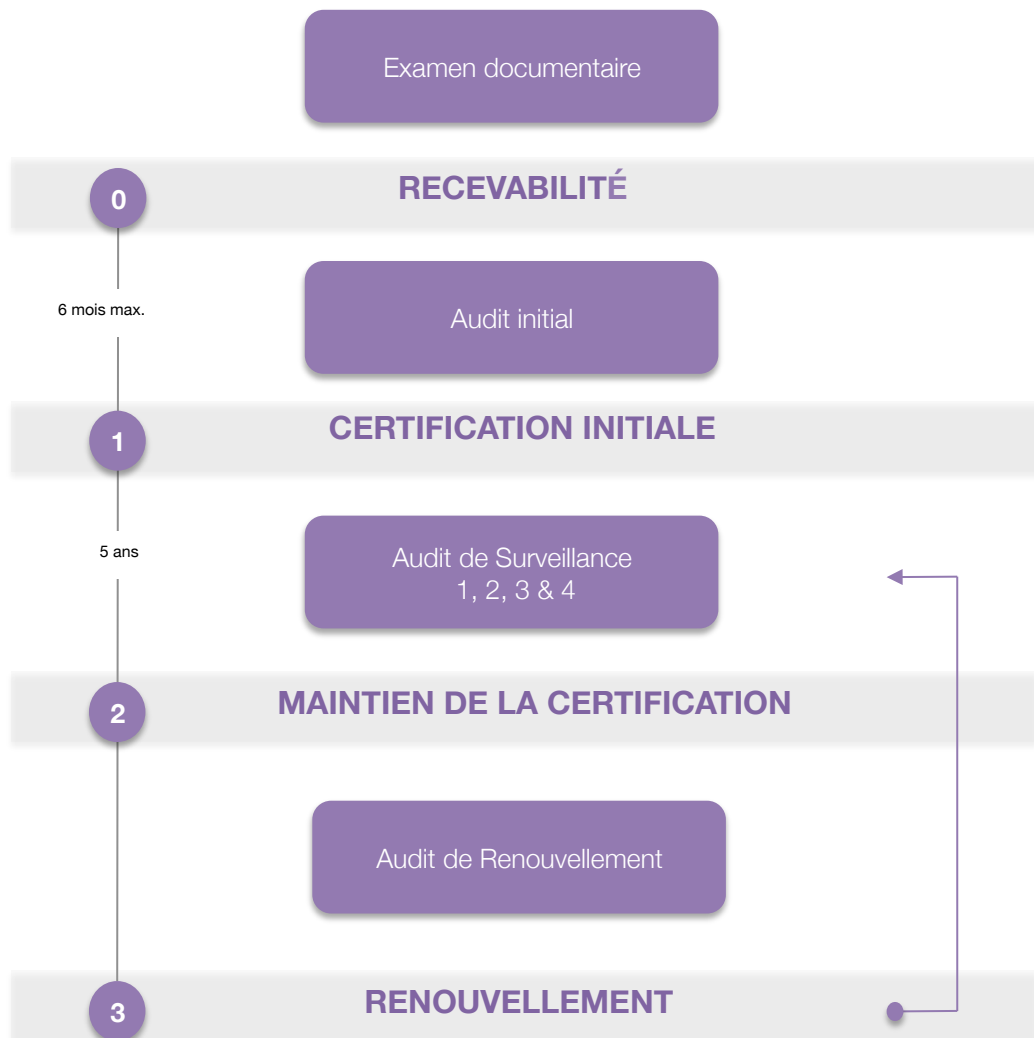 Examen documentaire
0
RECEVABILITÉ
6 mois max.
Audit initial
1
CERTIFICATION INITIALE
5 ans
Audit de Surveillance
1, 2, 3 & 4
2
MAINTIEN DE LA CERTIFICATION
Audit de Renouvellement
3
RENOUVELLEMENT